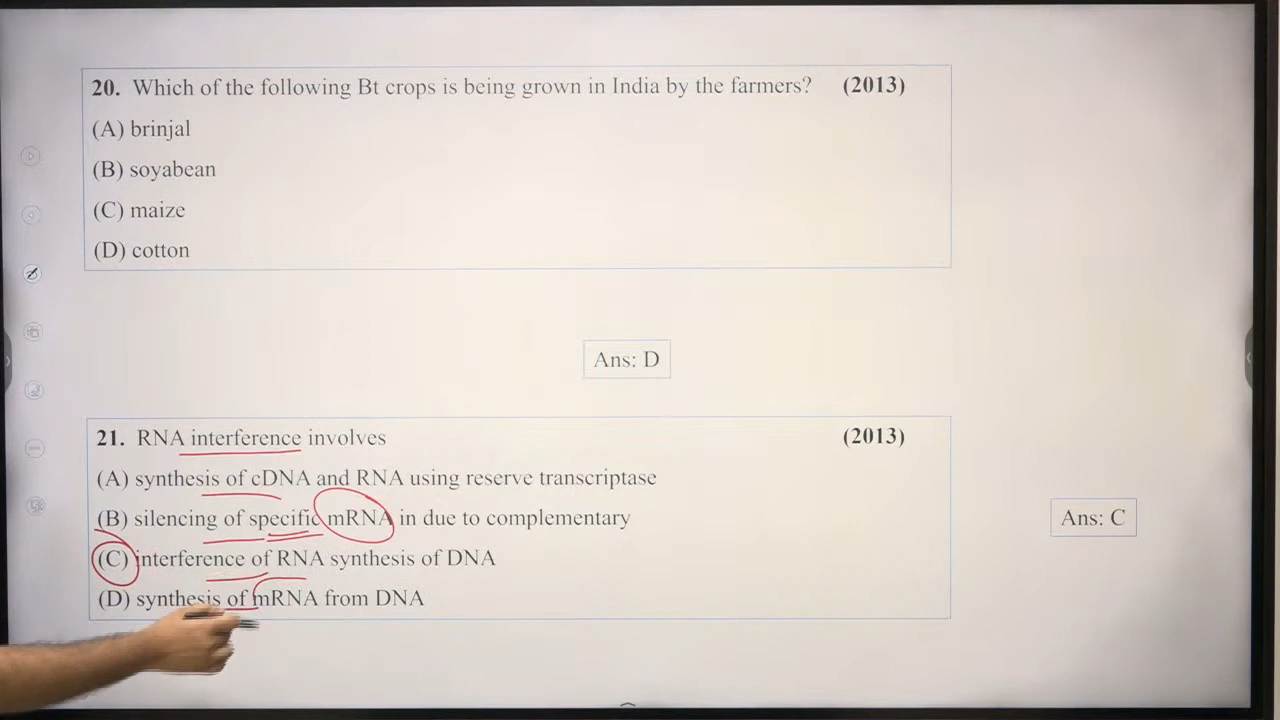 20. Which of the following Bt crops is being grown in India by the farmers? (2013)
(A) brinjal
(B) soyabean
(C) maize
(D) cotton
Ans: D
21. RNA interference involves (2013)
(A) synthesis of cDNA and RNA using reserve transcriptase
(B) silencing of specific mRNA in due to complementary
(C) interference of RNA synthesis of DNA
(D) synthesis of mRNA from DNA
Ans: C